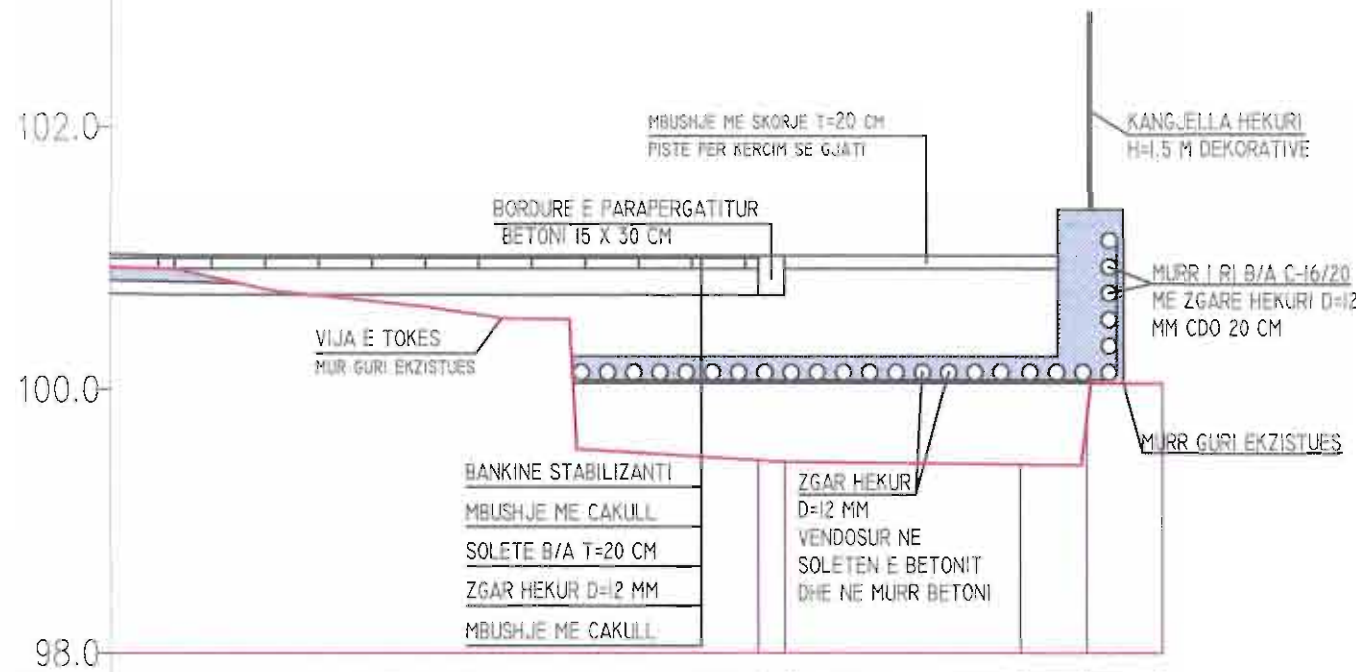 102.0
MBUSHJE ME SKORJE T=20 CM
PISTE PER KERCIM SE GJATI
KANGJELLA HEKURI
H=1.5 M DEKORATIVE
BORDURE E PARAPERGATITUR
BETONI 15 X 30 CM
MURR I RI B/A C-16/20
ME ZGARE HEKURI D=12
MM CDO 20 CM
VIJA E TOKES
MUR GURI EKZISTUES
100.0
MURR GURI EKZISTUES
BANKINE STABILIZANTI
MBUSHJE ME CAKULL
SOLETE B/A T=20 CM
ZGAR HEKUR D=12 MM
MBUSHJE ME CAKULL
ZGAR HEKUR
D=12 MM
VENDOSUR NE
SOLETEN E BETONIT
DHE NE MURR BETONI
98.0